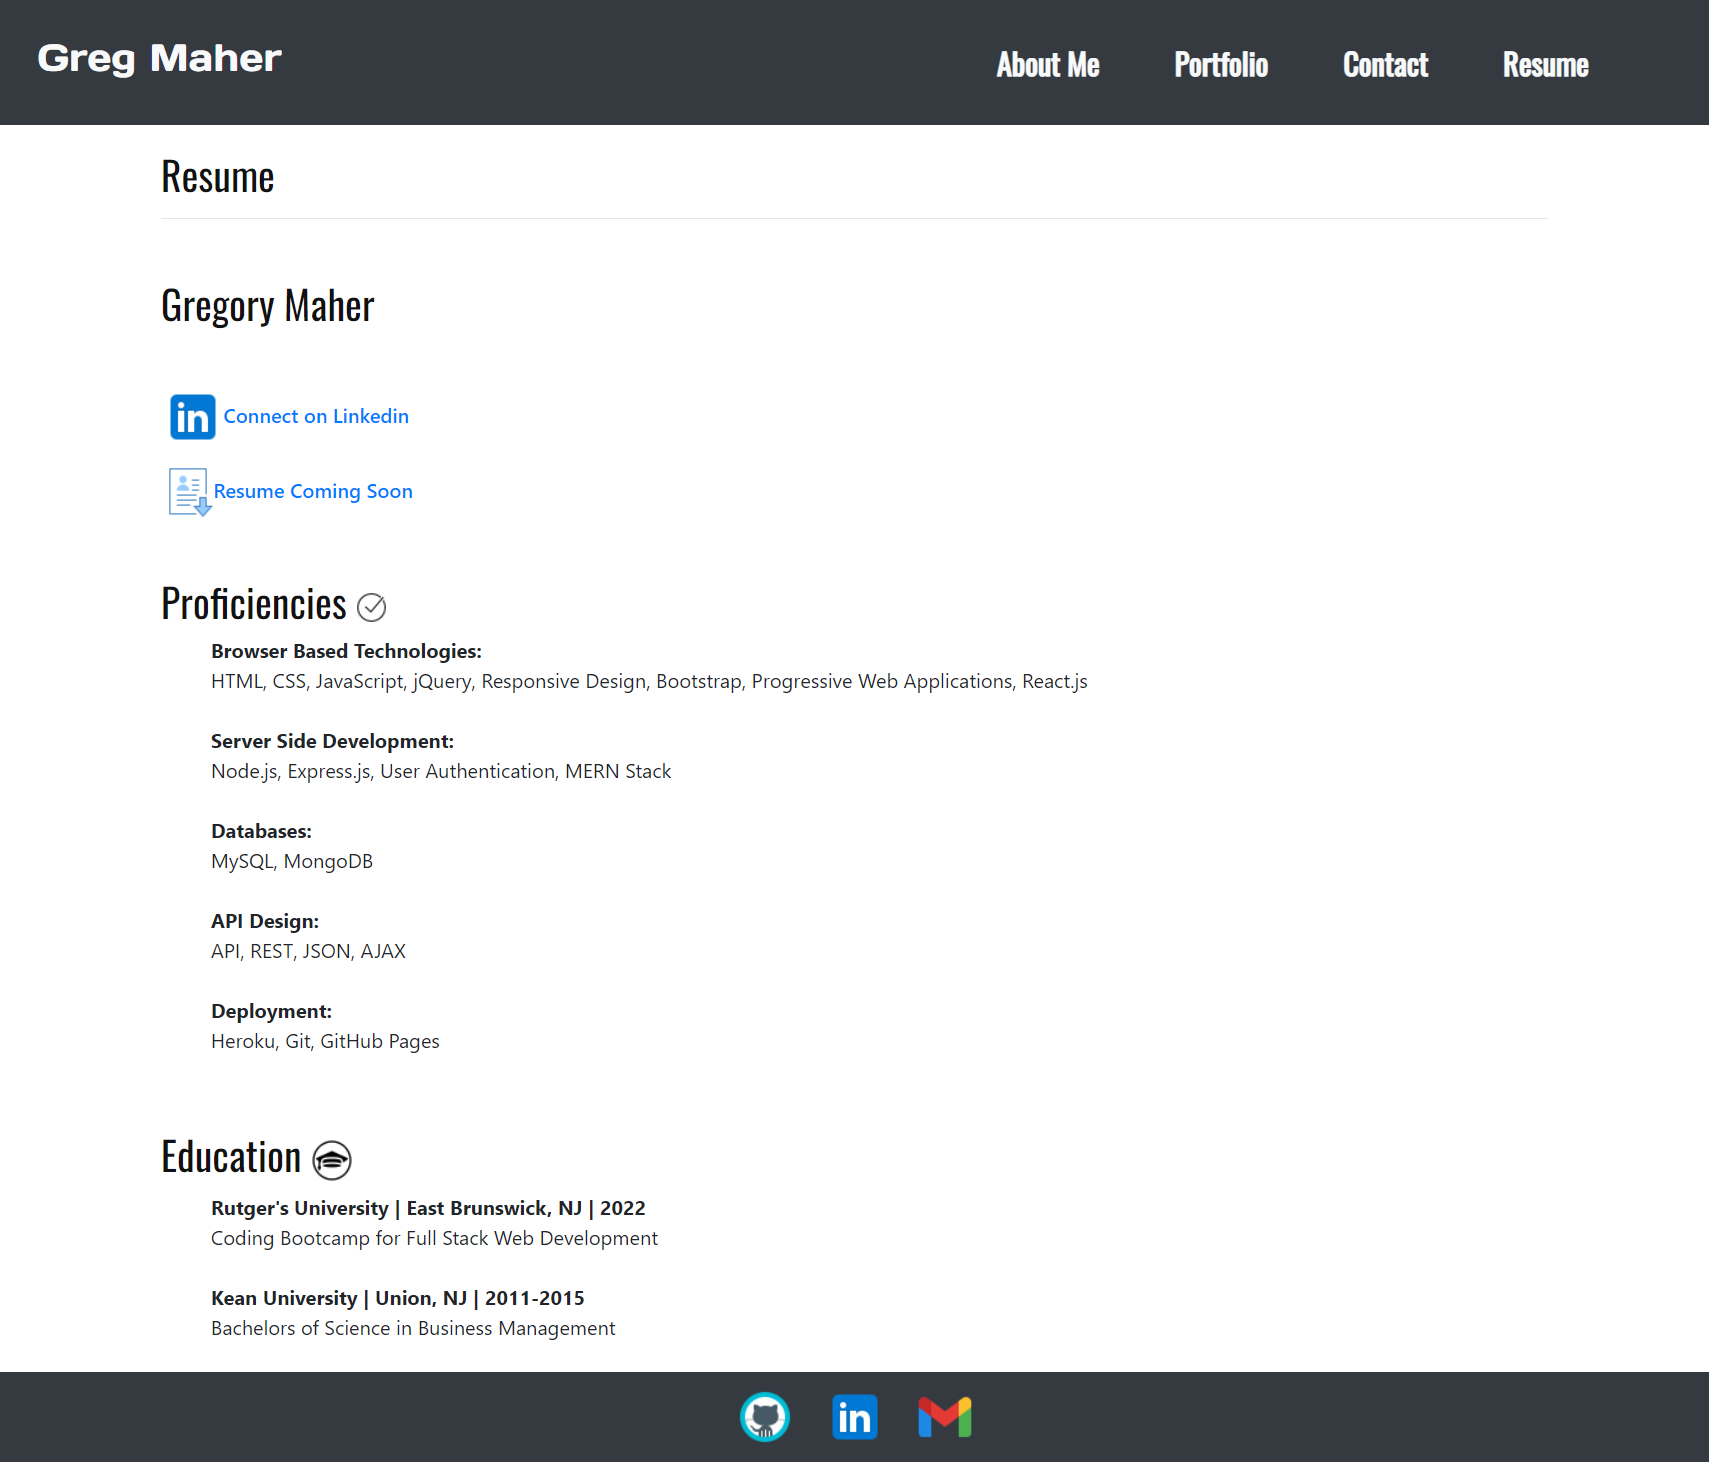 Greg Maher
About Me Portfolio Contact Resume
Resume
Gregory Maher
in Connect on Linkedin
Resume Coming Soon
Proficiencies
Browser Based Technologies:
HTML, CSS, JavaScript, jQuery, Responsive Design, Bootstrap, Progressive Web Applications, React.js
Server Side Development:
Node.js, Express.js, User Authentication, MERN Stack
Databases:
MySQL, MongoDB
API Design:
API, REST, JSON, AJAX
Deployment:
Heroku, Git, GitHub Pages
Education
Rutger's University | East Brunswick, NJ | 2022
Coding Bootcamp for Full Stack Web Development
Kean University | Union, NJ | 2011-2015
Bachelors of Science in Business Management
in